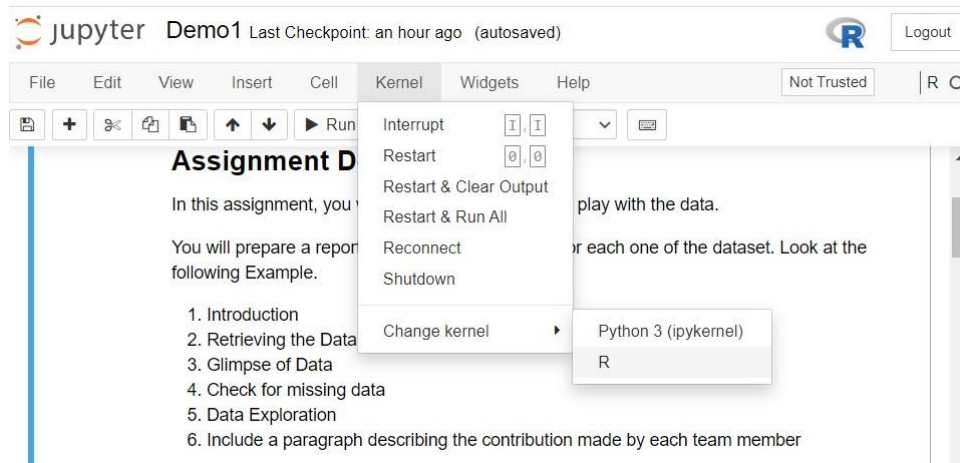 jupyter Demo1 Last Checkpoint: an hour ago (autosaved) R Logout
File Edit View Insert Cell Kernel Widgets Help Not Trusted R
Run
Interrupt I,I
Restart 0,0
Restart & Clear Output
Restart & Run All
Reconnect
Shutdown
Change kernel
Python 3 (ipykernel)
R
Assignment D
In this assignment, you play with the data.
You will prepare a repor each one of the dataset. Look at the
following Example.
1. Introduction
2. Retrieving the Data
3. Glimpse of Data
4. Check for missing data
5. Data Exploration
6. Include a paragraph describing the contribution made by each team member